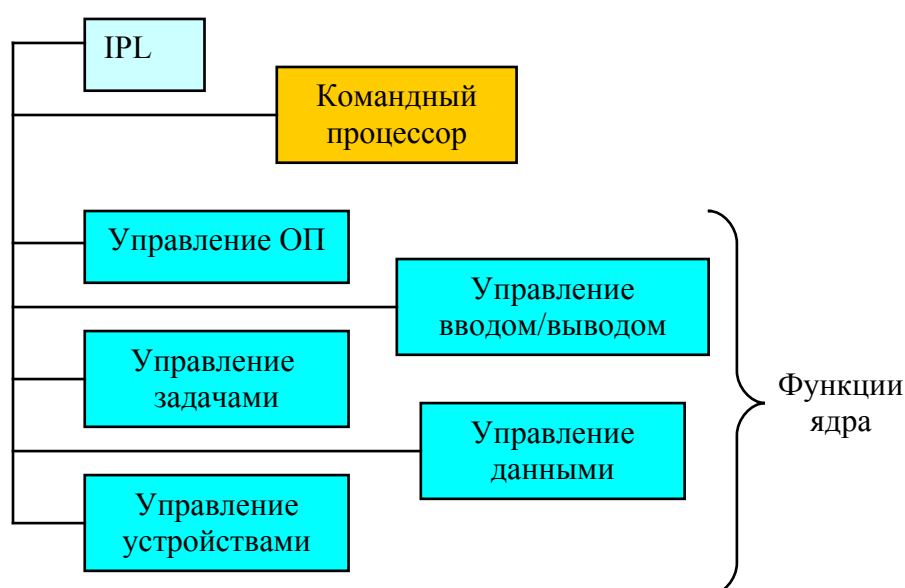 IPL
Командный
процессор
Управление ОП
Управление
вводом/выводом
Управление
задачами
Функции
ядра
Управление
данными
Управление
устройствами